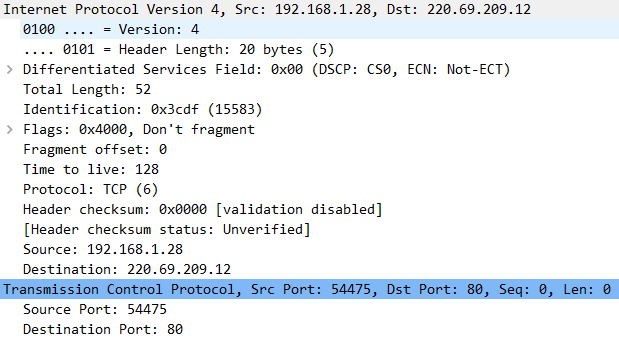 Internet Protocol Version 4, Src: 192.168.1.28, Dst: 220.69.209.12
0100 .... = Version: 4
.... 0101 = Header Length: 20 bytes (5)
Differentiated Services Field: 0x00 (DSCP: CS0, ECN: Not-ECT)
Total Length: 52
Identification: 0x3cdf (15583)
Flags: 0x4000, Don't fragment
Fragment offset: 0
Time to live: 128
Protocol: TCP (6)
Header checksum: 0x0000 [validation disabled]
[Header checksum status: Unverified]
Source: 192.168.1.28
Destination: 220.69.209.12
Transmission Control Protocol, Src Port: 54475, Dst Port: 80, Seq: 0, Len: 0
Source Port: 54475
Destination Port: 80